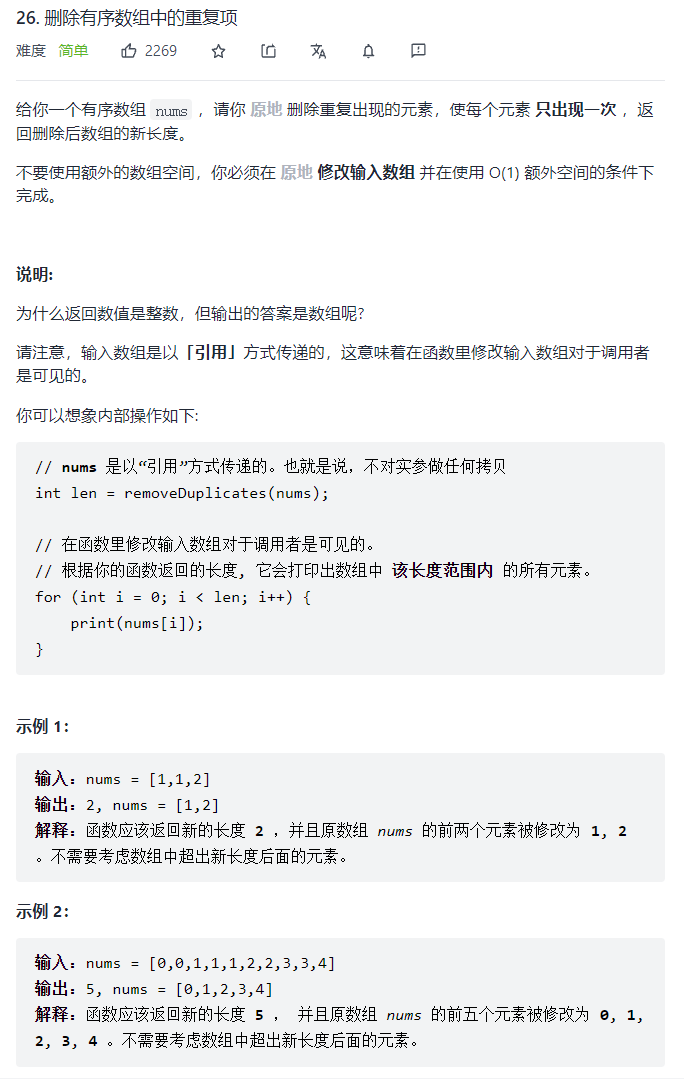 26. 删除有序数组中的重复项
难度 简单 2269
给你一个有序数组 nums ，请你 原地 删除重复出现的元素，使每个元素 只出现一次 ，返
回删除后数组的新长度。
不要使用额外的数组空间，你必须在 原地 修改输入数组 并在使用 O(1) 额外空间的条件下
完成。
说明:
为什么返回数值是整数，但输出的答案是数组呢?
请注意，输入数组是以「引用」方式传递的，这意味着在函数里修改输入数组对于调用者
是可见的。
你可以想象内部操作如下:
// nums 是以“引用”方式传递的。也就是说，不对实参做任何拷贝
int len = removeDuplicates(nums);
// 在函数里修改输入数组对于调用者是可见的。
// 根据你的函数返回的长度, 它会打印出数组中 该长度范围内 的所有元素。
for (int i = 0; i < len; i++) {
    print(nums[i]);
}
示例 1：
输入：nums = [1,1,2]
输出：2, nums = [1,2]
解释：函数应该返回新的长度 2 ，并且原数组 nums 的前两个元素被修改为 1, 2
。不需要考虑数组中超出新长度后面的元素。
示例 2：
输入：nums = [0,0,1,1,1,2,2,3,3,4]
输出：5, nums = [0,1,2,3,4]
解释：函数应该返回新的长度 5 ， 并且原数组 nums 的前五个元素被修改为 0, 1,
2, 3, 4 。不需要考虑数组中超出新长度后面的元素。